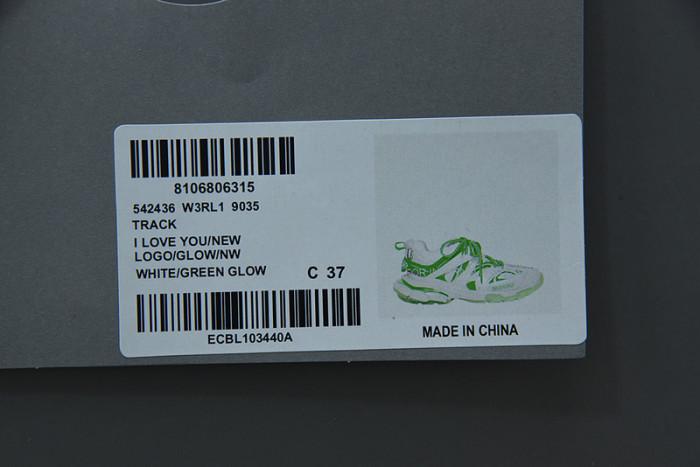 8106806315
542436 W3RL1 9035
TRACK
I LOVE YOU/NEW
LOGO/GLOW/NW
WHITE/GREEN GLOW C 37
ECBL103440A
MADE IN CHINA